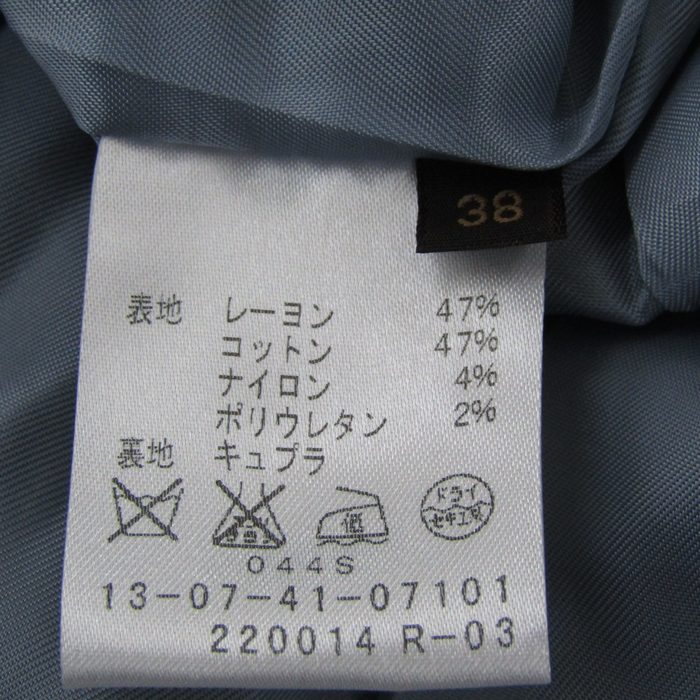 38
表地 レーヨン 47%
コットン 47%
ナイロン 4%
ポリウレタン 2%
裏地 キュプラ
低 ドライ
セキユ系
044S
13-07-41-07101
220014 R-03